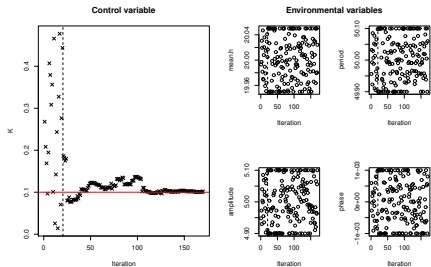 Control variable
Environmental variables
K
0.0 0.1 0.2 0.3 0.4
0 50 100 150
Iteration
meanh
19.96 20.00 20.04
0 50 100
Iteration
period
49.90 50.00 50.10
0 50 100
Iteration
amplitude
4.90 5.00 5.10
0 50 100
Iteration
phase
−1e−03 0e+00 1e−03
0 50 100
Iteration